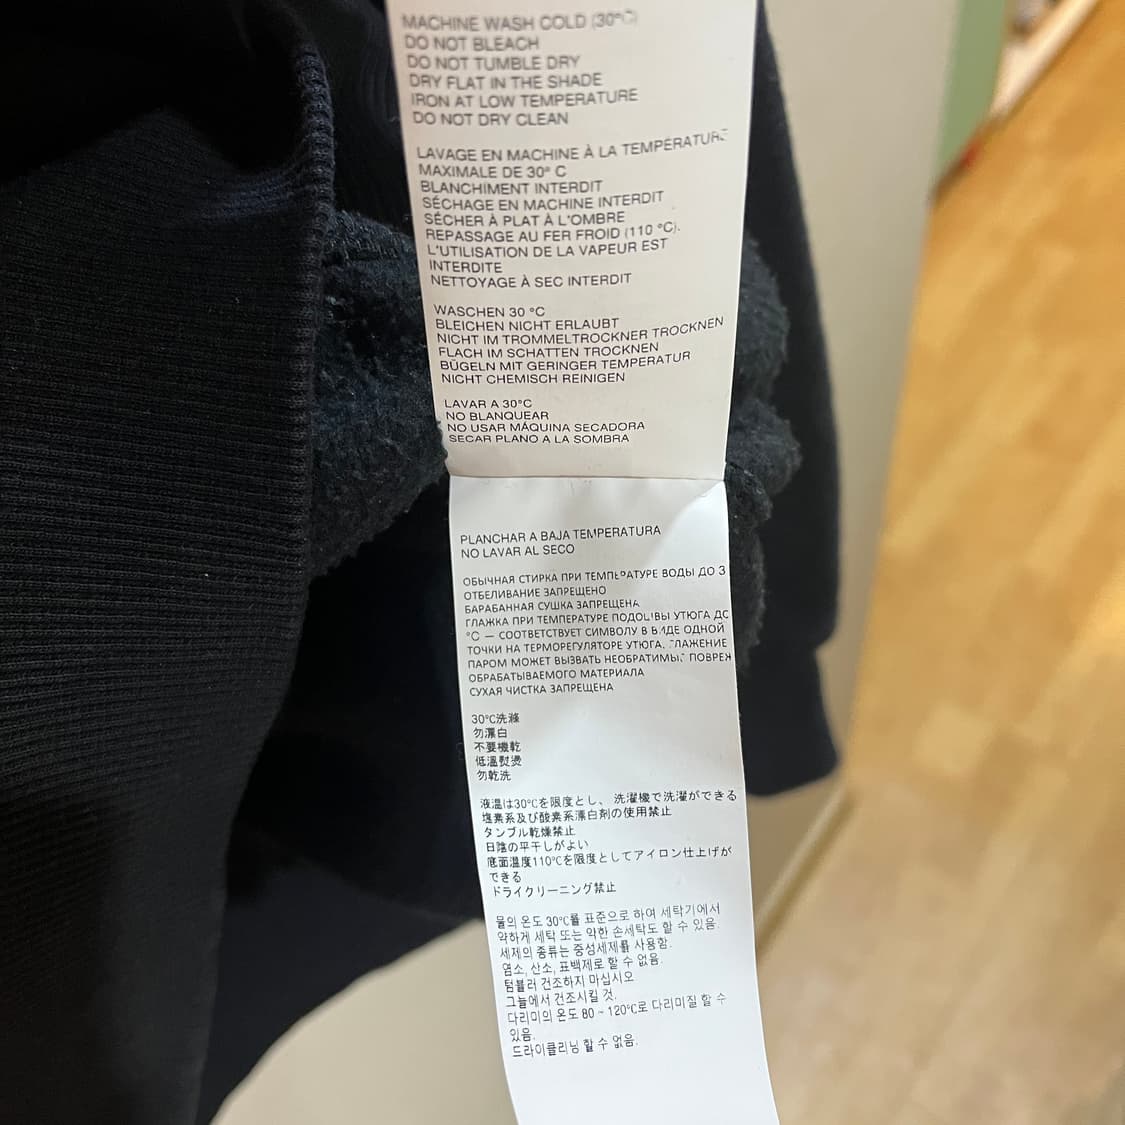 MACHINE WASH COLD (30°C)
DO NOT BLEACH
DO NOT TUMBLE DRY
DRY FLAT IN THE SHADE
IRON AT LOW TEMPERATURE
DO NOT DRY CLEAN
LAVAGE EN MACHINE À LA TEMPÉRATURE
MAXIMALE DE 30° C
BLANCHIMENT INTERDIT
SÉCHAGE EN MACHINE INTERDIT
SÉCHER À PLAT À L'OMBRE
REPASSAGE AU FER FROID (110 °C).
L'UTILISATION DE LA VAPEUR EST
INTERDITE
NETTOYAGE À SEC INTERDIT
WASCHEN 30 °C
BLEICHEN NICHT ERLAUBT
NICHT IM TROMMELTROCKNER TROCKNEN
FLACH IM SCHATTEN TROCKNEN
BÜGELN MIT GERINGER TEMPERATUR
NICHT CHEMISCH REINIGEN
LAVAR A 30°C
NO BLANQUEAR
NO USAR MÁQUINA SECADORA
SECAR PLANO A LA SOMBRA
PLANCHAR A BAJA TEMPERATURA
NO LAVAR AL SECO
ОБЫЧНАЯ СТИРКА ПРИ ТЕМПЕРАТУРЕ ВОДЫ ДО 3
ОТБЕЛИВАНИЕ ЗАПРЕЩЕНО
БАРАБАННАЯ СУШКА ЗАПРЕЩЕНА
ГЛАЖКА ПРИ ТЕМПЕРАТУРЕ ПОДОШВЫ УТЮГА ДО
°C — СООТВЕТСТВУЕТ СИМВОЛУ В ВИДЕ ОДНОЙ
ТОЧКИ НА ТЕРМОРЕГУЛЯТОРЕ УТЮГА. ГЛАЖЕНИЕ
ПАРОМ МОЖЕТ ВЫЗВАТЬ НЕОБРАТИМЫЕ ПОВРЕЖ
ОБРАБАТЫВАЕМОГО МАТЕРИАЛА
СУХАЯ ЧИСТКА ЗАПРЕЩЕНА
30°C洗滌
勿漂白
不要機乾
低溫熨燙
勿乾洗
液温は30℃を限度とし、洗濯機で洗濯ができる
塩素系及び酸素系漂白剤の使用禁止
タンブル乾燥禁止
日陰の平干しがよい
底面温度110℃を限度としてアイロン仕上げが
できる
ドライクリーニング禁止
물의 온도 30℃를 표준으로 하여 세탁기에서
약하게 세탁 또는 약한 손세탁도 할 수 있음.
세제의 종류는 중성세제를 사용함.
염소, 산소, 표백제로 할 수 없음.
텀블러 건조하지 마십시오
그늘에서 건조시킬 것.
다리미의 온도 80 ~ 120℃로 다리미질 할 수
있음.
드라이클리닝 할 수 없음.